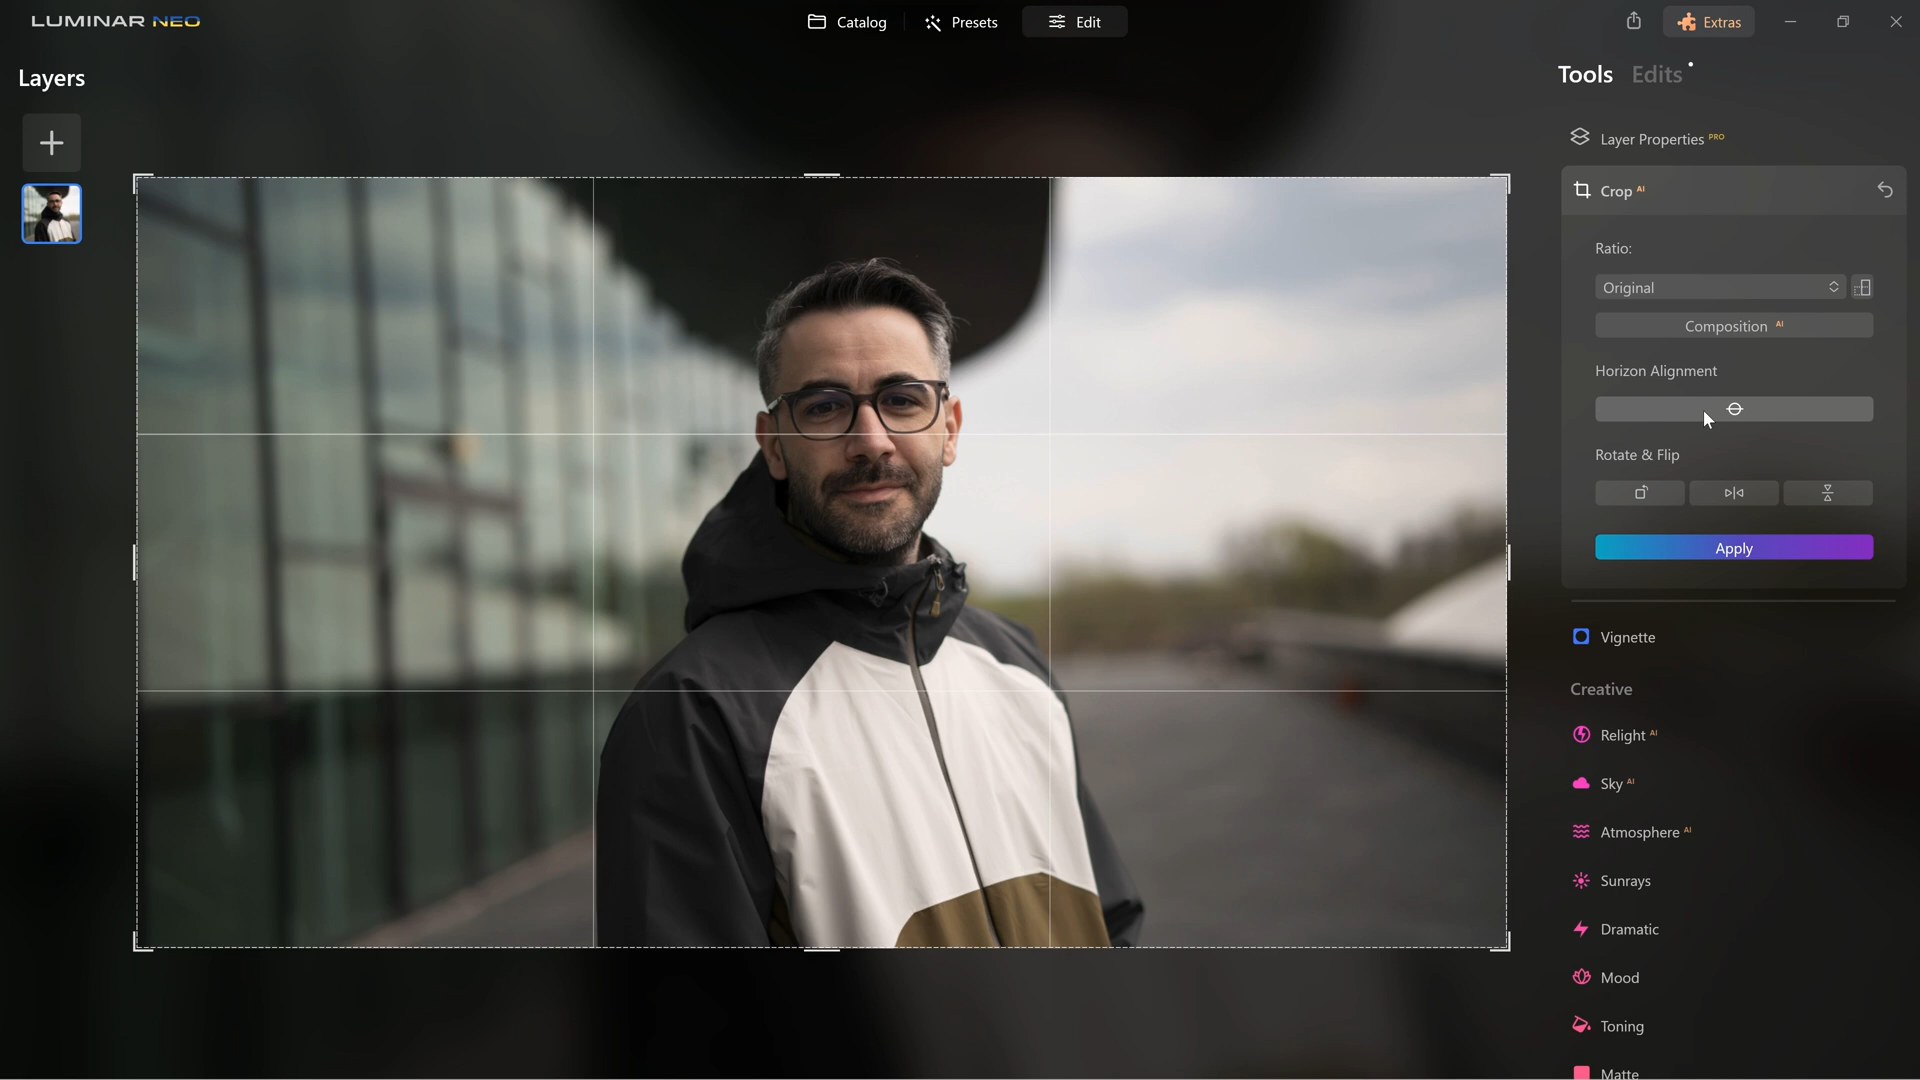 LUMINAR NEO
Catalog
Presets
Edit
Extras
Layers
Tools
Edits
Layer Properties PRO
Crop AI
Ratio:
Original
Composition AI
Horizon Alignment
Rotate & Flip
Apply
Vignette
Creative
Relight AI
Sky AI
Atmosphere AI
Sunrays
Dramatic
Mood
Toning
Matte